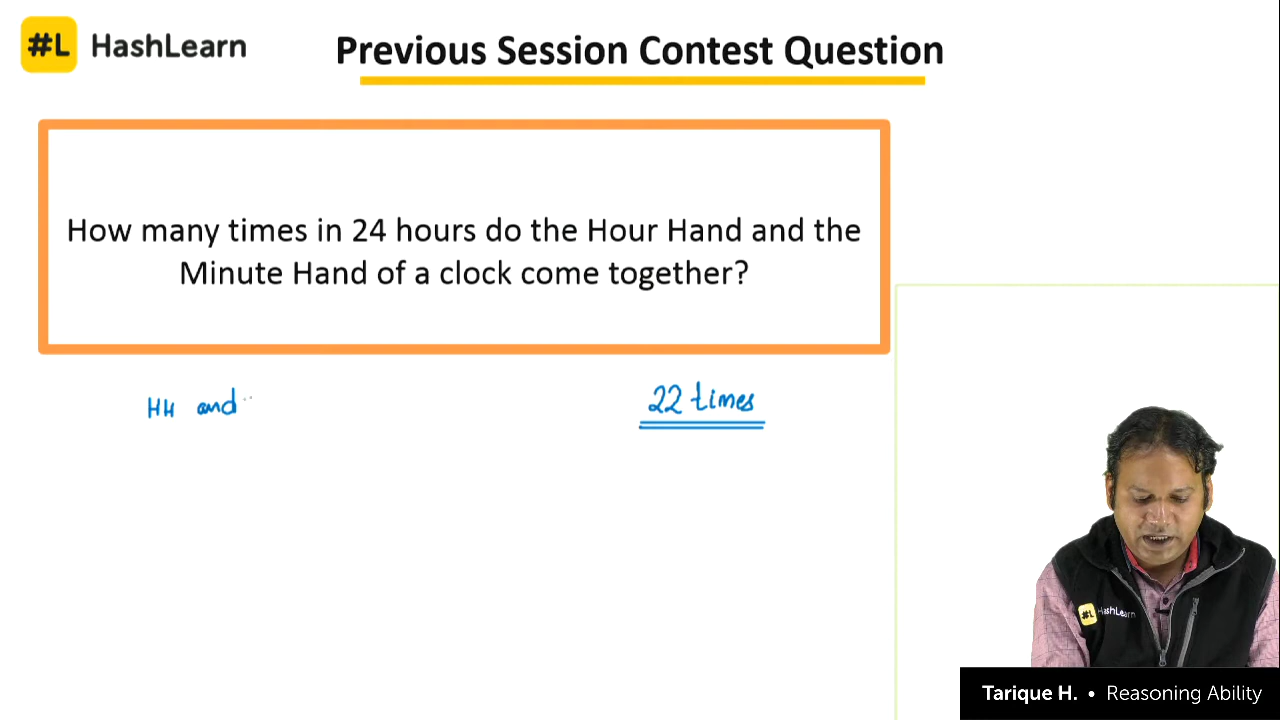 #L HashLearn
Previous Session Contest Question
How many times in 24 hours do the Hour Hand and the
Minute Hand of a clock come together?
HH and
22 times
#L HashLearn
Tarique H. • Reasoning Ability